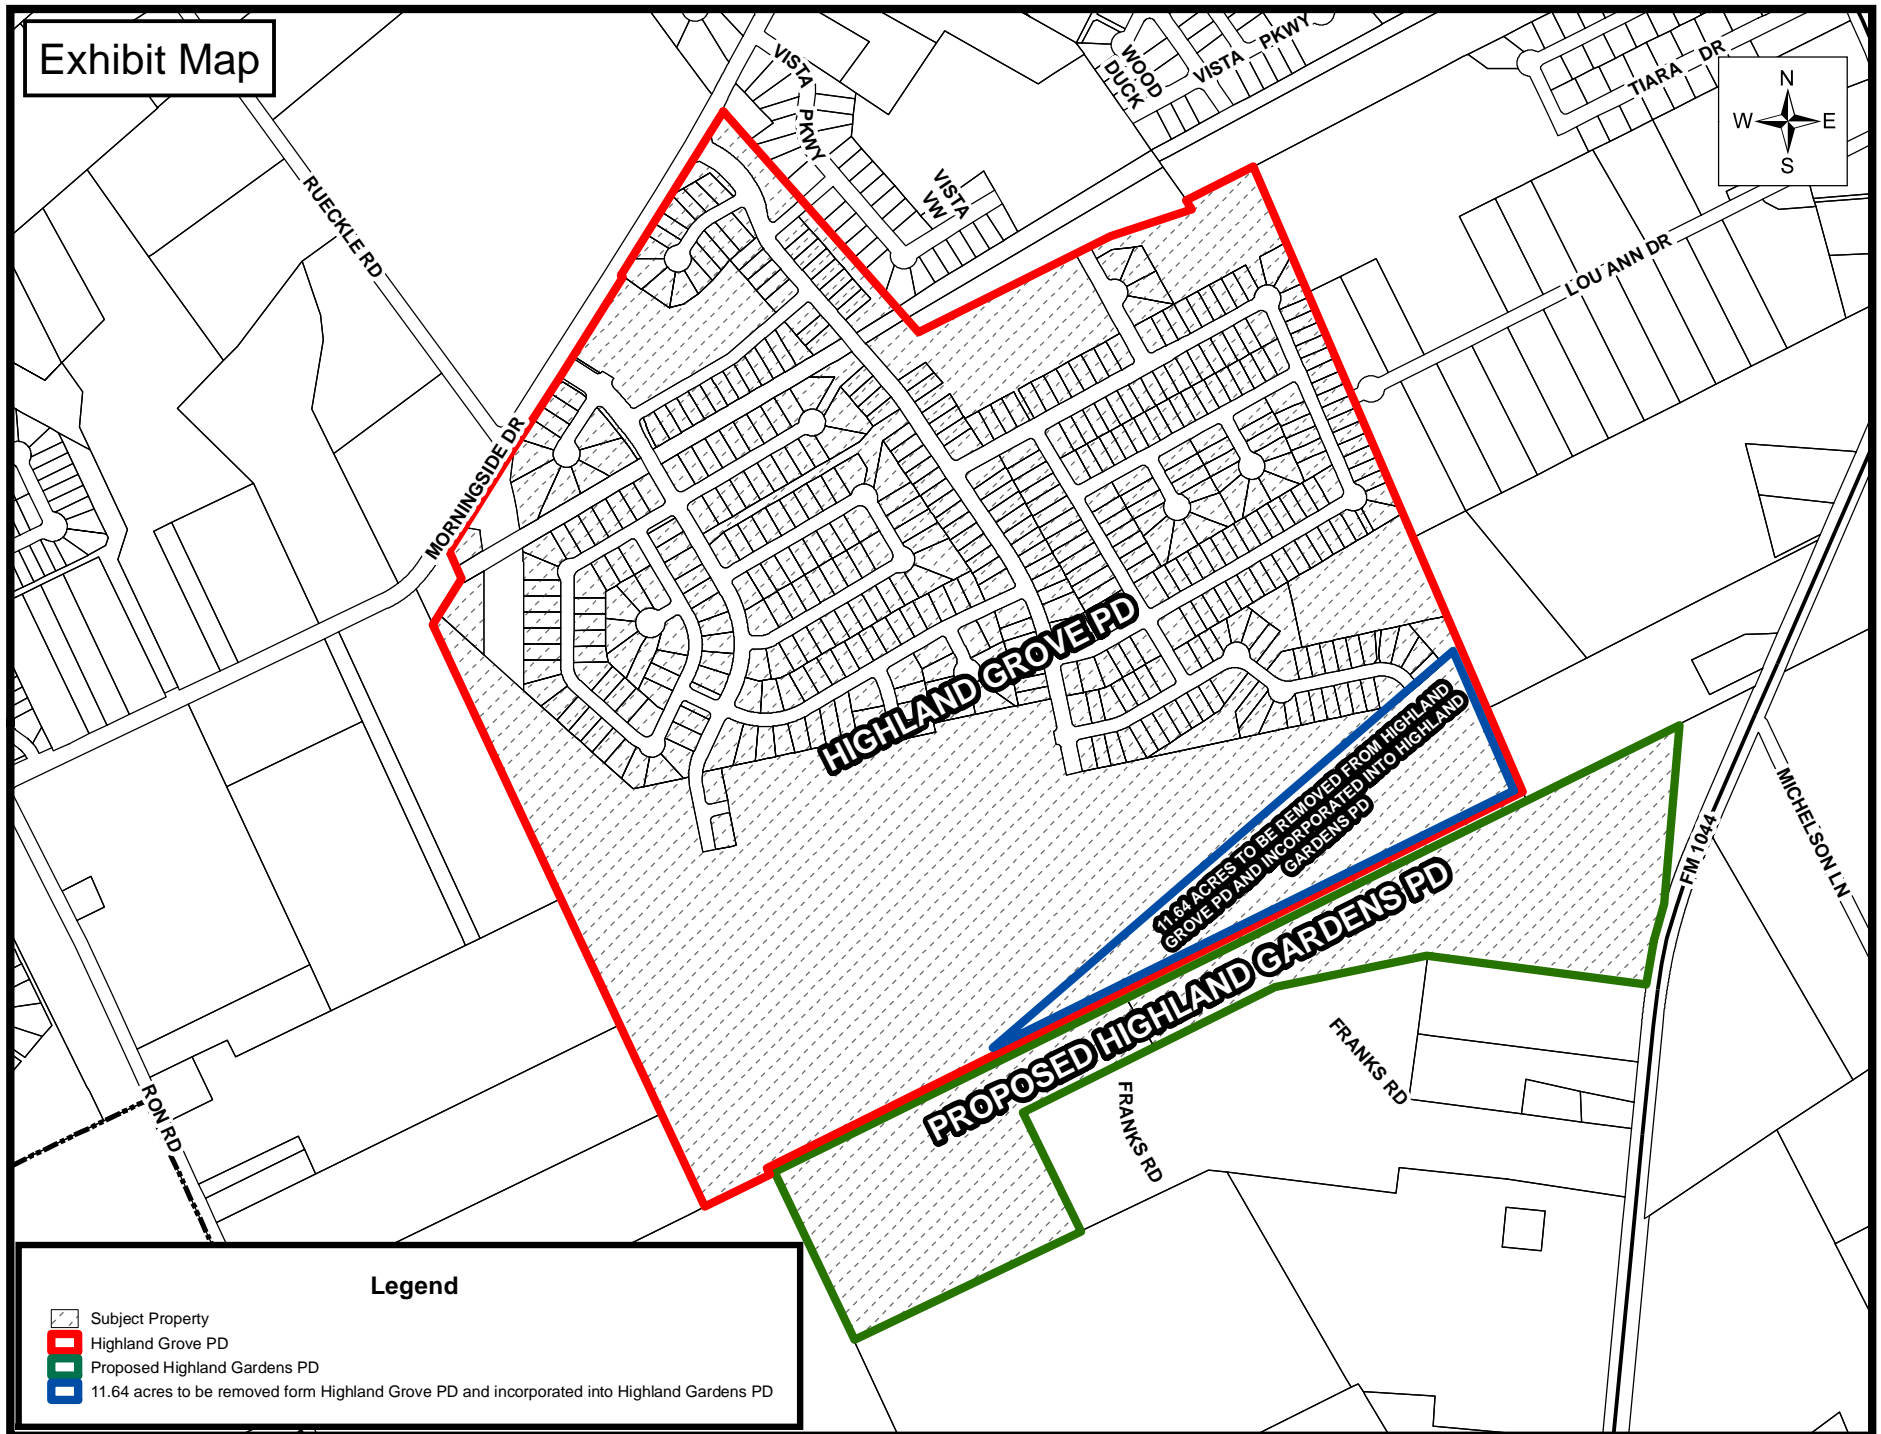 Exhibit Map
N
W E
S
VISTA PKWY
WOOD DUCK
VISTA PKWY
TIARA DR
VISTA VW
RUECKLE RD
LOU ANN DR
MORNINGSIDE DR
HIGHLAND GROVE PD
11.64 ACRES TO BE REMOVED FROM HIGHLAND
GROVE PD AND INCORPORATED INTO HIGHLAND
GARDENS PD
PROPOSED HIGHLAND GARDENS PD
FM 1044
MICHELSON LN
FRANKS RD
FRANKS RD
RON RD
Legend
Subject Property
Highland Grove PD
Proposed Highland Gardens PD
11.64 acres to be removed form Highland Grove PD and incorporated into Highland Gardens PD